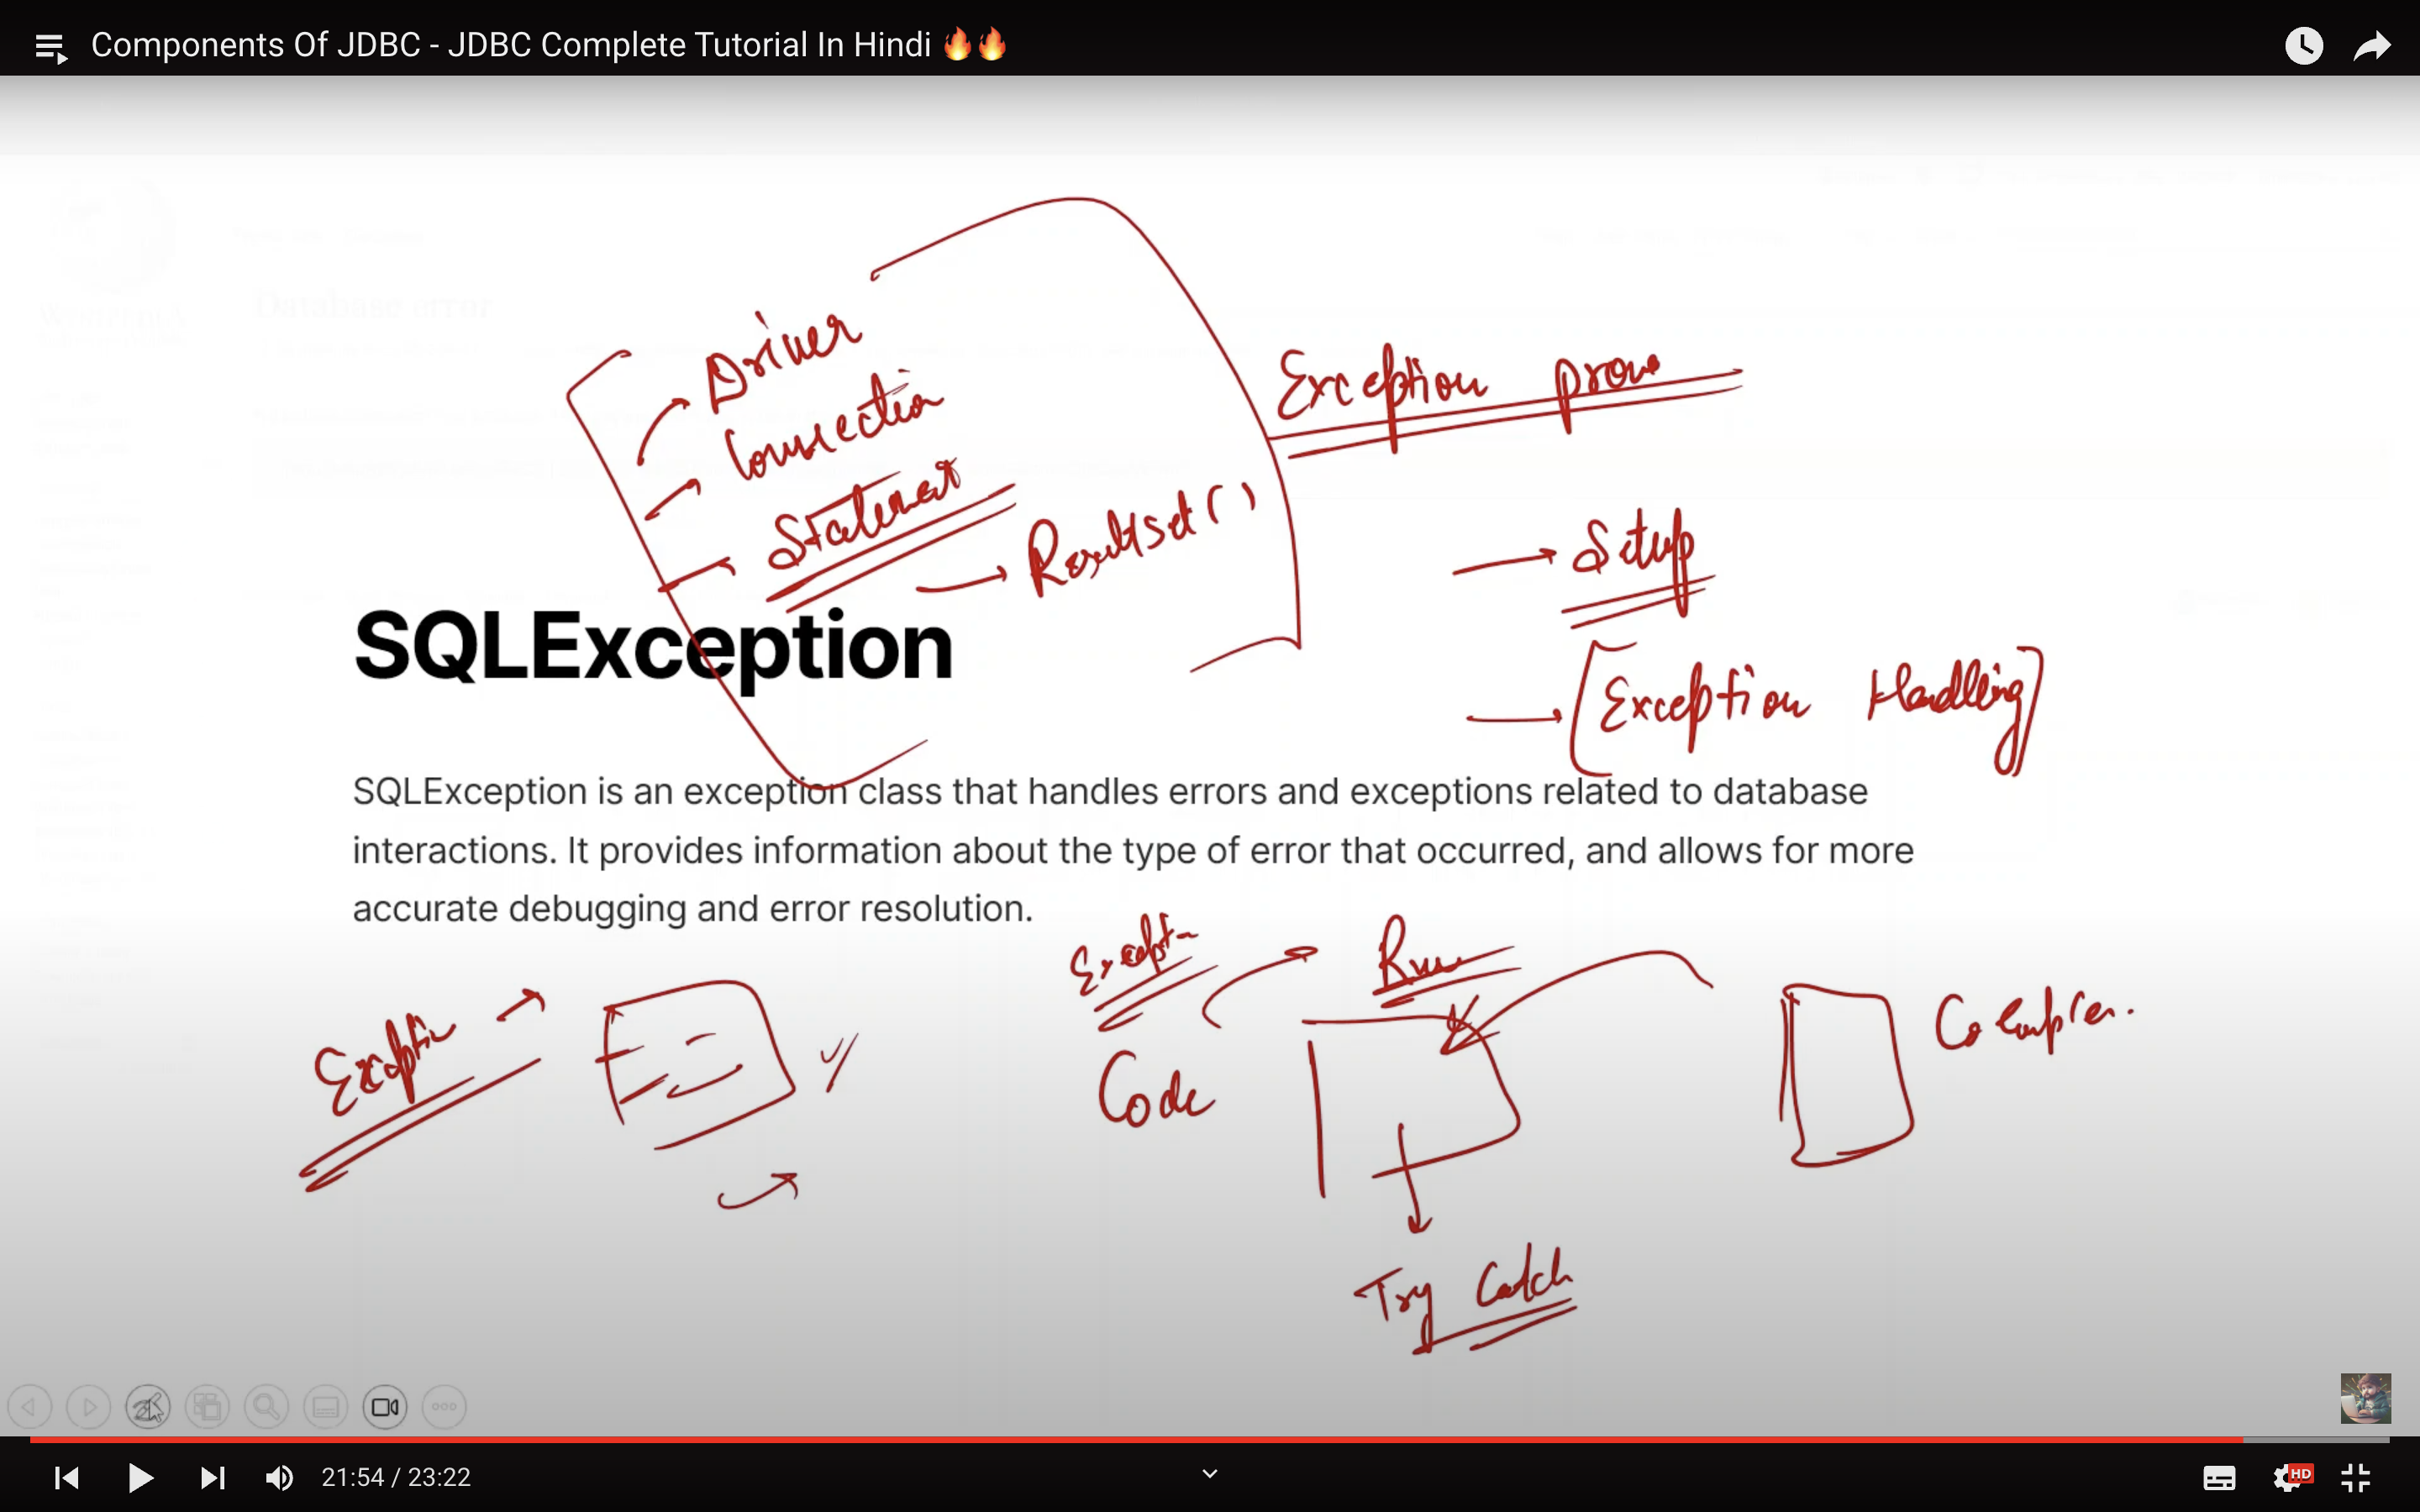 Components Of JDBC - JDBC Complete Tutorial In Hindi 🔥🔥
Driver
Connection
Statement
Resultset()
Exception prone
Setup
[Exception Handling]
SQLException
SQLException is an exception class that handles errors and exceptions related to database
interactions. It provides information about the type of error that occurred, and allows for more
accurate debugging and error resolution.
Run
Code
Try Catch
21:54 / 23:22
HD